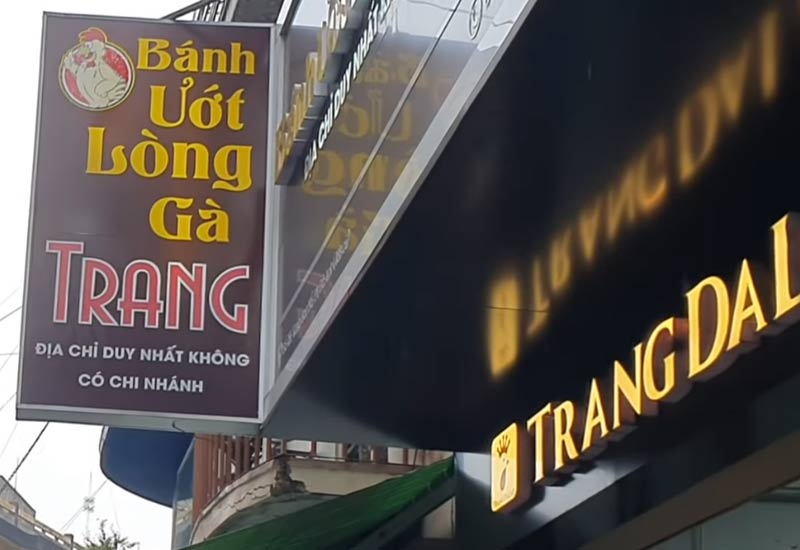 Bánh
Ướt
Lòng
Gà
TRANG
ĐỊA CHỈ DUY NHẤT KHÔNG
CÓ CHI NHÁNH
TRANG DAL